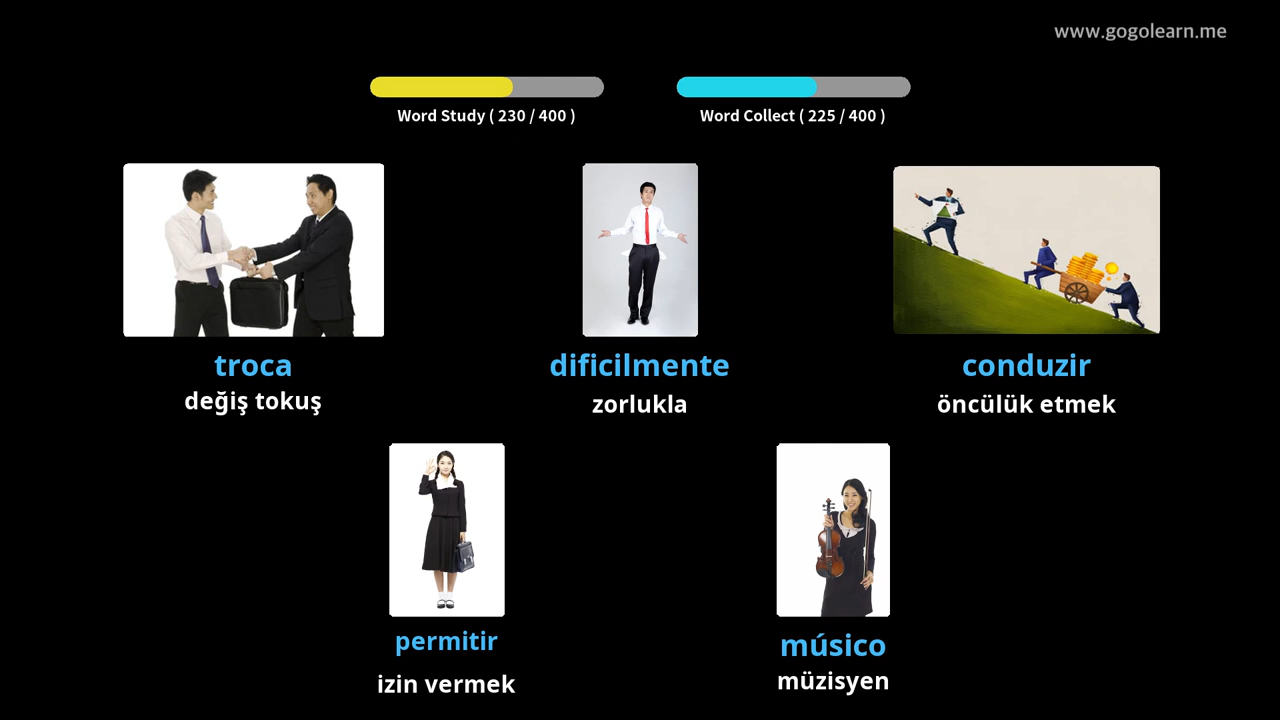 www.gogolearn.me
Word Study ( 230 / 400 )
Word Collect ( 225 / 400 )
troca
değiş tokuş
dificilmente
zorlukla
conduzir
öncülük etmek
permitir
izin vermek
músico
müzisyen